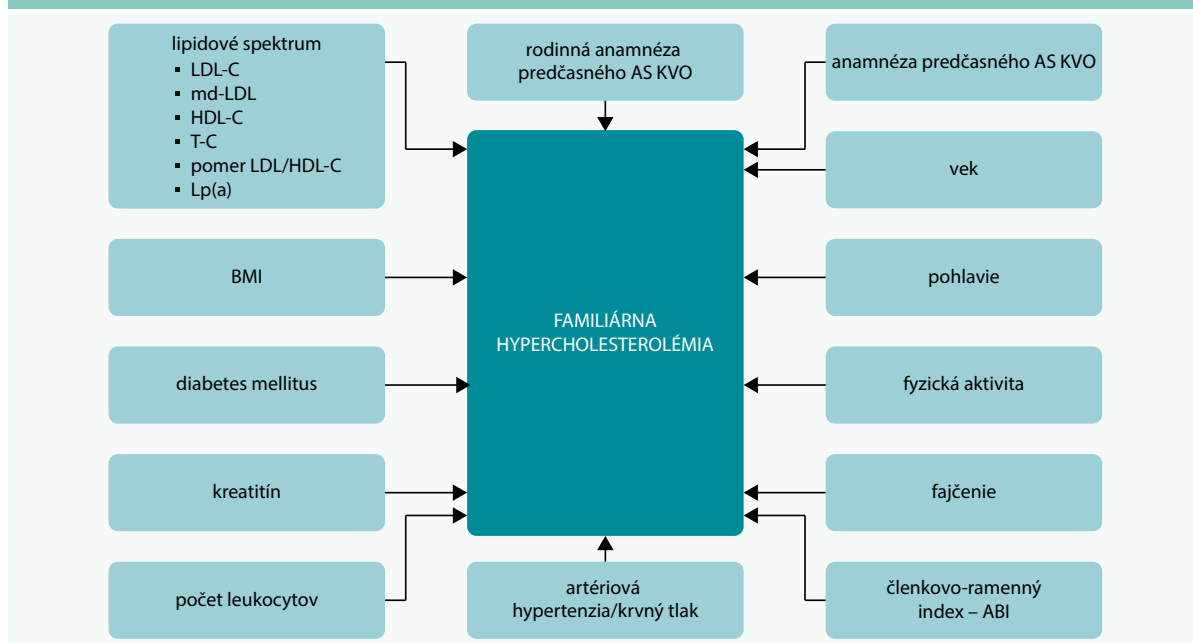 lipidové spektrum
▪ LDL-C
▪ md-LDL
▪ HDL-C
▪ T-C
▪ pomer LDL/HDL-C
▪ Lp(a)
rodinná anamnéza
predčasného AS KVO
anamnéza predčasného AS KVO
vek
BMI
pohlavie
FAMILIÁRNA
HYPERCHOLESTEROLÉMIA
diabetes mellitus
fyzická aktivita
kreatitín
fajčenie
počet leukocytov
artériová
hypertenzia/krvný tlak
členkovo-ramenný
index – ABI